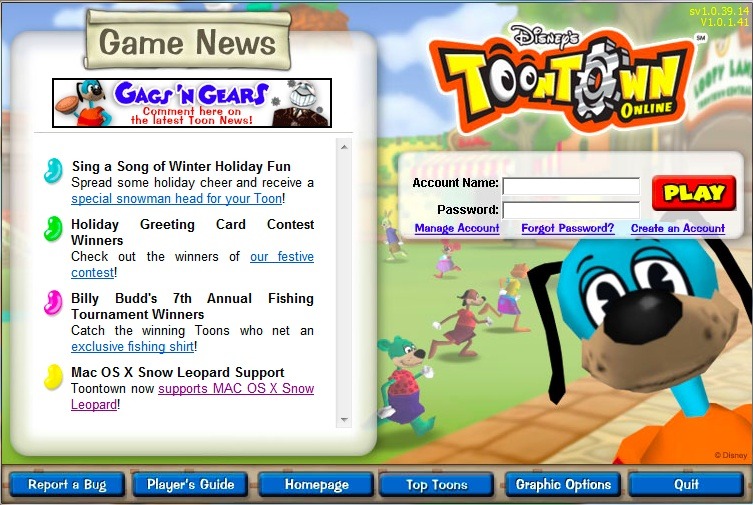 sv1.0.39.14
V1.0.1.41
Game News
DISNEY'S
TOONTOWN
ONLINE
SM
GAGS 'N GEARS
Comment here on
the latest Toon News!
Sing a Song of Winter Holiday Fun
Spread some holiday cheer and receive a
special snowman head for your Toon!
Holiday Greeting Card Contest
Winners
Check out the winners of our festive
contest!
Billy Budd's 7th Annual Fishing
Tournament Winners
Catch the winning Toons who net an
exclusive fishing shirt!
Mac OS X Snow Leopard Support
Toontown now supports MAC OS X Snow
Leopard!
LOOPY LANE
Account Name:
Password:
PLAY
Manage Account
Forgot Password?
Create an Account
© Disney
Report a Bug
Player's Guide
Homepage
Top Toons
Graphic Options
Quit